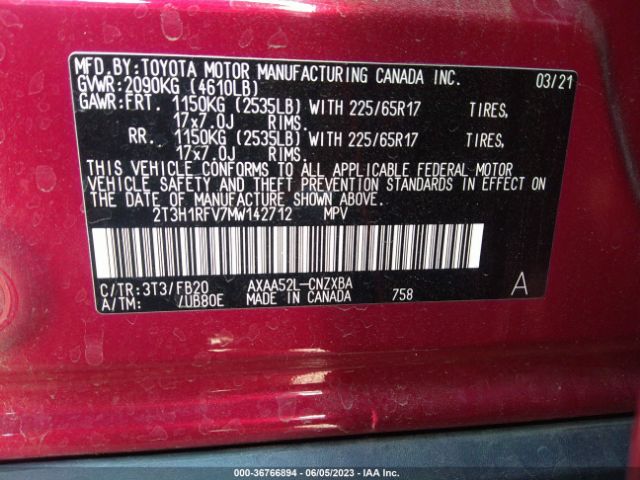 MFD. BY: TOYOTA MOTOR MANUFACTURING CANADA INC. 03/21
GVWR: 2090KG (4610LB)
GAWR: FRT. 1150KG (2535LB) WITH 225/65R17 TIRES,
17x7.0J RIMS.
RR. 1150KG (2535LB) WITH 225/65R17 TIRES,
17x7.0J RIMS.
THIS VEHICLE CONFORMS TO ALL APPLICABLE FEDERAL MOTOR
VEHICLE SAFETY AND THEFT PREVENTION STANDARDS IN EFFECT ON
THE DATE OF MANUFACTURE SHOWN ABOVE.
2T3H1RFV7MW142712 MPV
C/TR: 3T3/FB20 AXAA52L-CNZXBA A
A/TM: /UB80E MADE IN CANADA 758
000-36766894 - 06/05/2023 - IAA Inc.